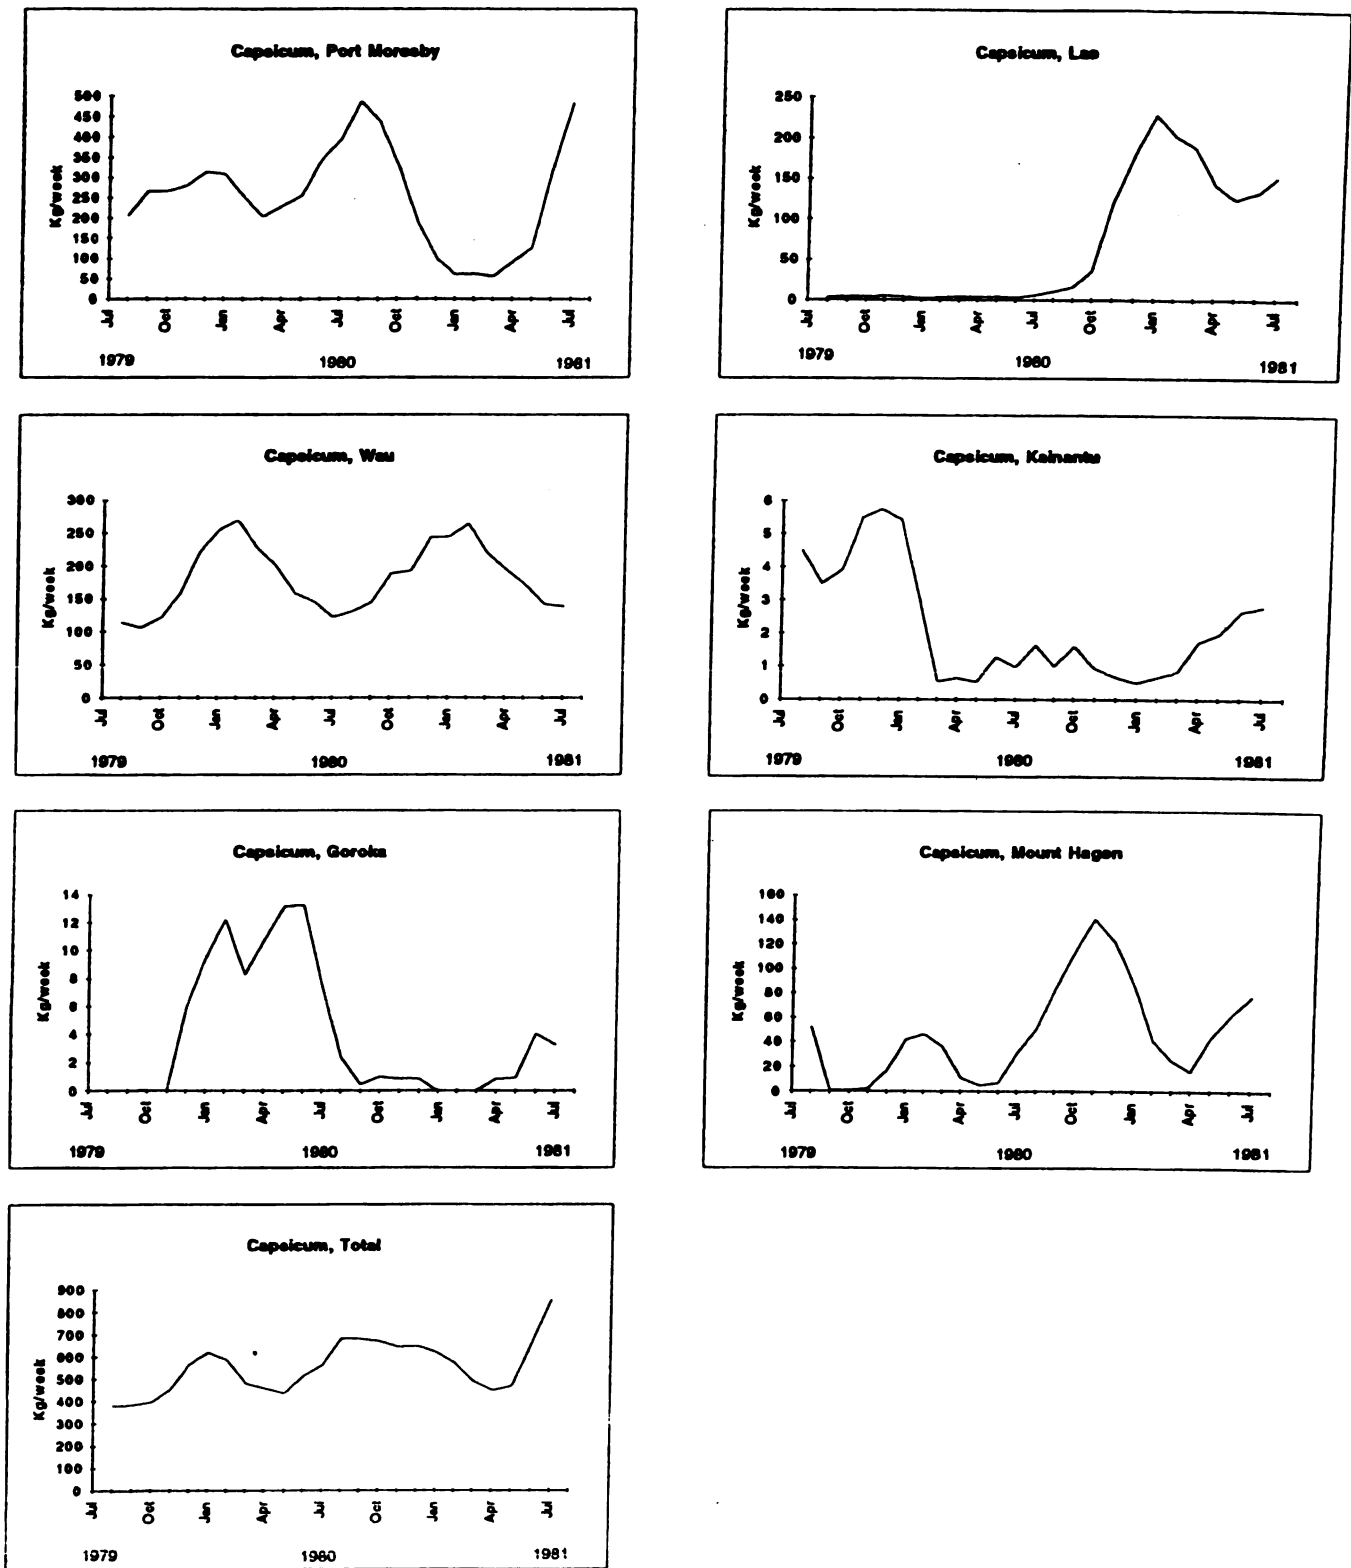 Capsicum, Port Moresby
500
450
400
350
300
250
200
150
100
50
0
Kg/week
Jul Oct Jan Apr Jul Oct Jan Apr Jul
1979 1980 1981
Capsicum, Lae
250
200
150
100
50
0
Kg/week
Jul Oct Jan Apr Jul Oct Jan Apr Jul
1979 1980 1981
Capsicum, Wau
300
250
200
150
100
50
0
Kg/week
Jul Oct Jan Apr Jul Oct Jan Apr Jul
1979 1980 1981
Capsicum, Kainantu
6
5
4
3
2
1
0
Kg/week
Jul Oct Jan Apr Jul Oct Jan Apr Jul
1979 1980 1981
Capsicum, Goroka
14
12
10
8
6
4
2
0
Kg/week
Jul Oct Jan Apr Jul Oct Jan Apr Jul
1979 1980 1981
Capsicum, Mount Hagen
160
140
120
100
80
60
40
20
0
Kg/week
Jul Oct Jan Apr Jul Oct Jan Apr Jul
1979 1980 1981
Capsicum, Total
900
800
700
600
500
400
300
200
100
0
Kg/week
Jul Oct Jan Apr Jul Oct Jan Apr Jul
1979 1980 1981